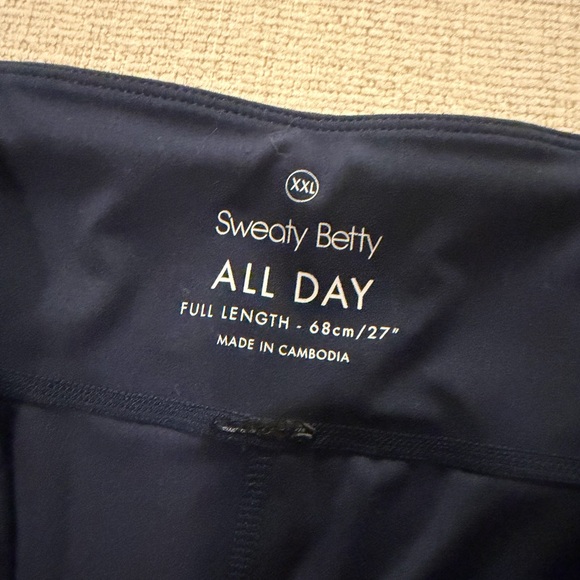 XXL
Sweaty Betty
ALL DAY
FULL LENGTH - 68cm/27"
MADE IN CAMBODIA